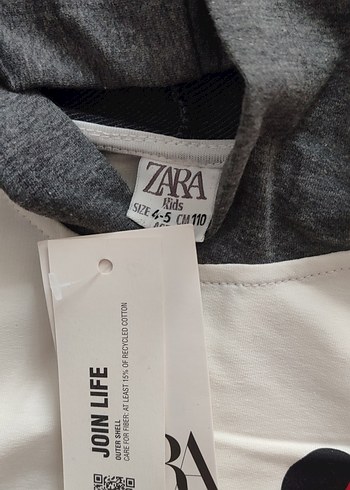 ZARA
Kids
SIZE 4-5 CM 110
JOIN LIFE
OUTER SHELL
CARE FOR FIBER: AT LEAST 15% OF RECYCLED COTTON